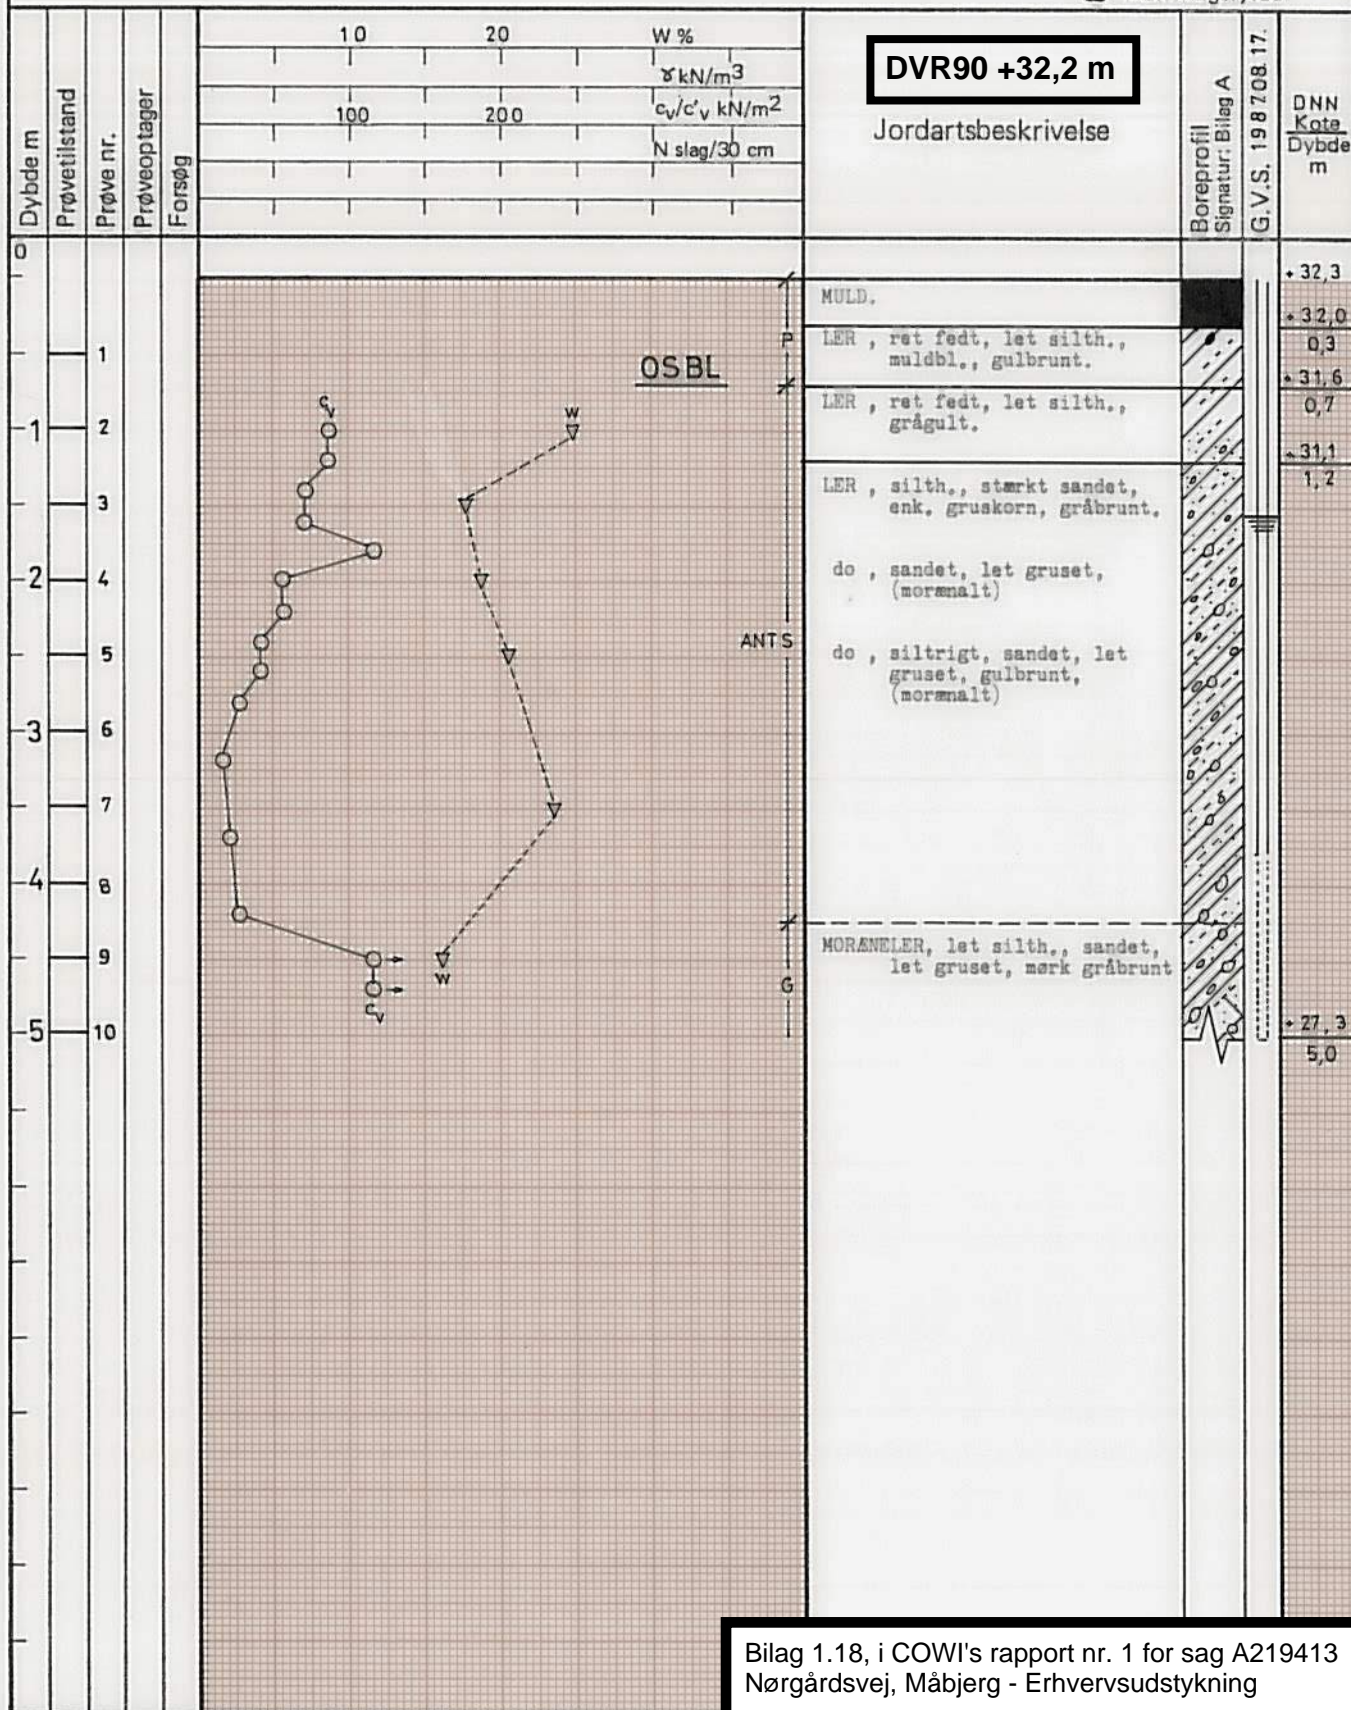 10 20 W %
γ kN/m3
100 200 cv/c'v kN/m2
N slag/30 cm
Dybde m
Prøvetilstand
Prøve nr.
Prøveoptager
Forsøg
DVR90 +32,2 m
Jordartsbeskrivelse
Boreprofil
Signatur: Bilag A
G.V.S. 198708.17.
DNN
Kote
Dybde
m
0
+ 32,3
MULD.
+ 32,0
0,3
1
P
LER , ret fedt, let silth.,
muldbl., gulbrunt.
OSBL
+ 31,6
0,7
LER , ret fedt, let silth.,
grågult.
cv
w
1
2
+ 31,1
1,2
LER , silth., stærkt sandet,
enk. gruskorn, gråbrunt.
3
do , sandet, let gruset,
(morænalt)
2
4
ANT S
do , siltrigt, sandet, let
gruset, gulbrunt,
(morænalt)
5
3
6
7
4
8
MORÆNELER, let silth., sandet,
let gruset, mørk gråbrunt
9
w
G
cv
5
10
+ 27,3
5,0
Bilag 1.18, i COWI's rapport nr. 1 for sag A219413
Nørgårdsvej, Måbjerg - Erhvervsudstykning